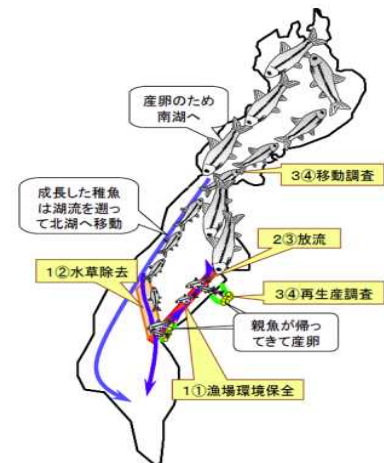 産卵のため
南湖へ
3④移動調査
成長した稚魚
は湖流を遡っ
て北湖へ移動
2③放流
1②水草除去
3④再生産調査
親魚が帰っ
てきて産卵
1①漁場環境保全